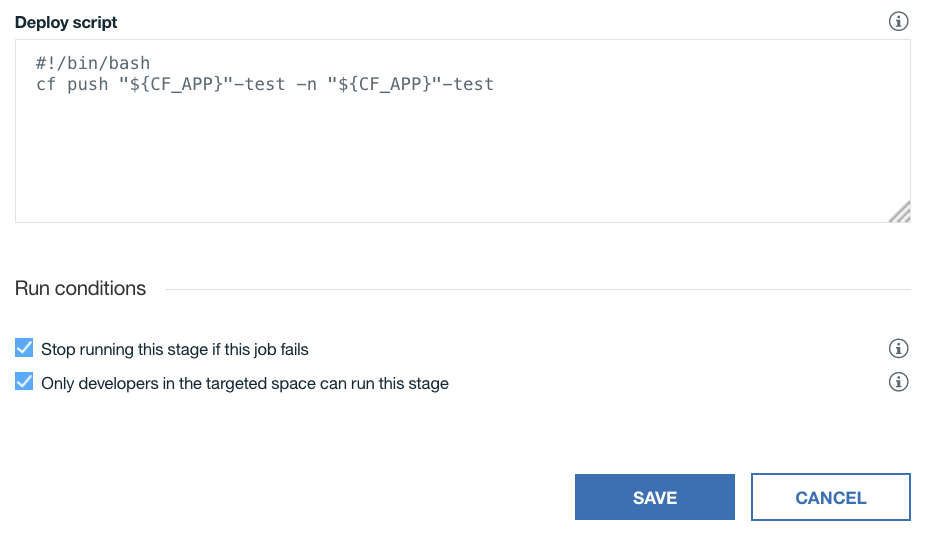 Deploy script
#!/bin/bash
cf push "${CF_APP}"-test -n "${CF_APP}"-test
Run conditions
Stop running this stage if this job fails
Only developers in the targeted space can run this stage
SAVE
CANCEL